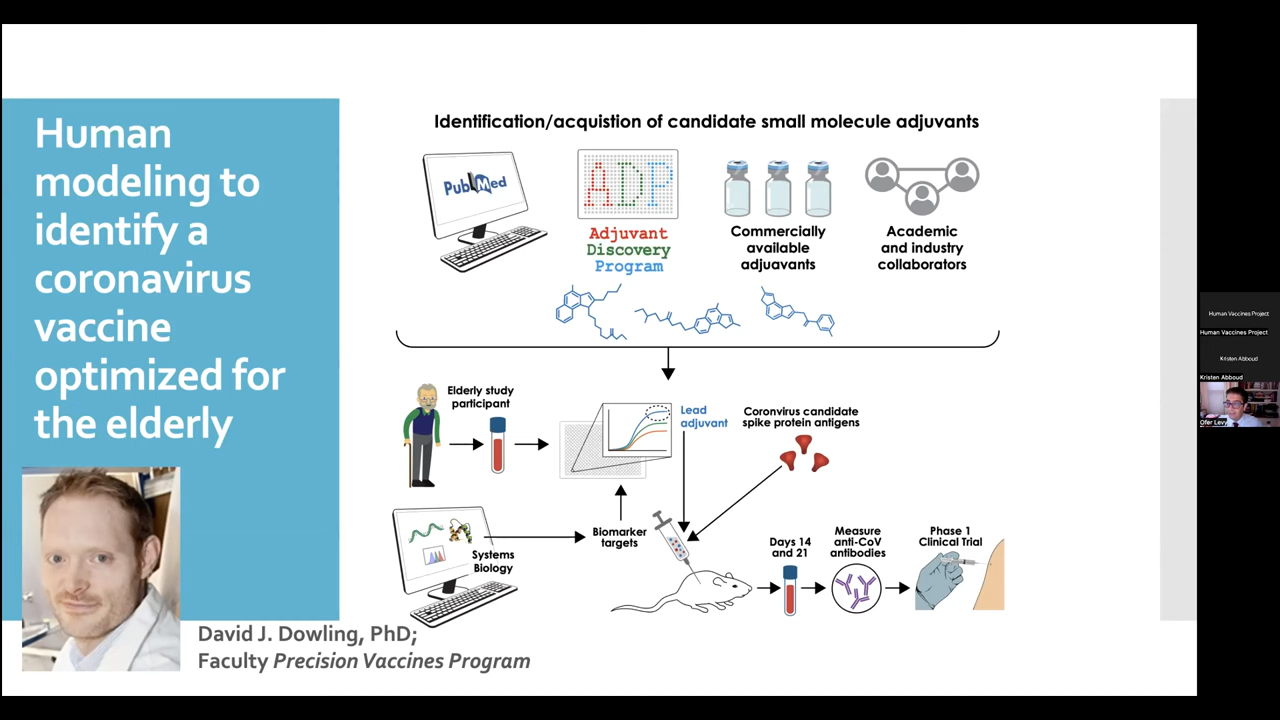 Human
modeling to
identify a
coronavirus
vaccine
optimized for
the elderly
David J. Dowling, PhD;
Faculty Precision Vaccines Program
Identification/acquistion of candidate small molecule adjuvants
PubMed
ADP
Adjuvant
Discovery
Program
Commercially
available
adjuavants
Academic
and industry
collaborators
Elderly study
participant
Lead
adjuvant
Coronvirus candidate
spike protein antigens
Systems
Biology
Biomarker
targets
Days 14
and 21
Measure
anti-CoV
antibodies
Phase 1
Clinical Trial
Human Vaccines Project
Human Vaccines Project
Kristen Abboud
Kristen Abboud
Ofer Levy